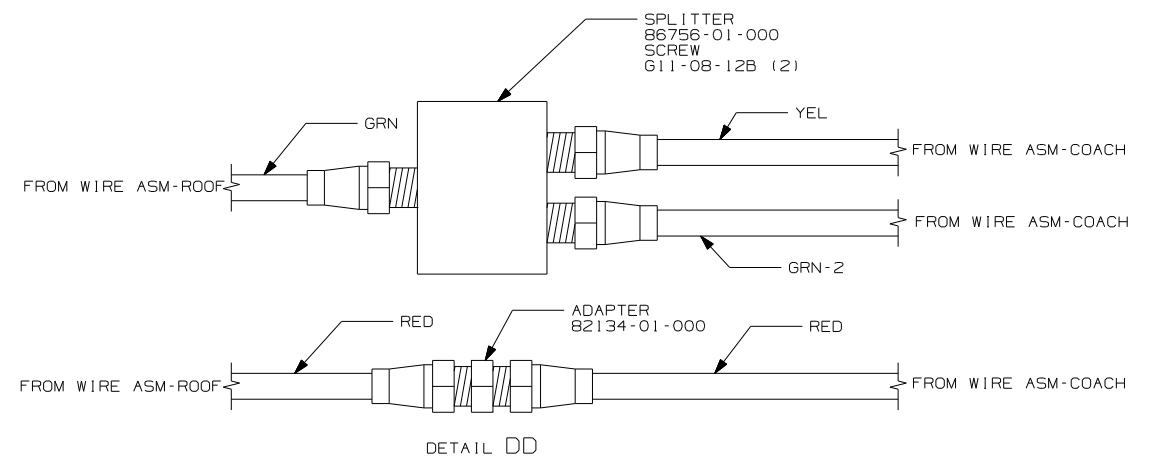 SPLITTER
86756-01-000
SCREW
G11-08-12B (2)
GRN
YEL
FROM WIRE ASM-COACH
FROM WIRE ASM-ROOF
FROM WIRE ASM-COACH
GRN-2
ADAPTER
82134-01-000
RED
RED
FROM WIRE ASM-ROOF
FROM WIRE ASM-COACH
DETAIL DD